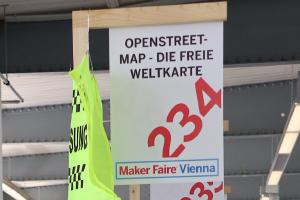 OPENSTREET-
MAP - DIE FREIE
WELTKARTE
234
Maker Faire Vienna
SUNG